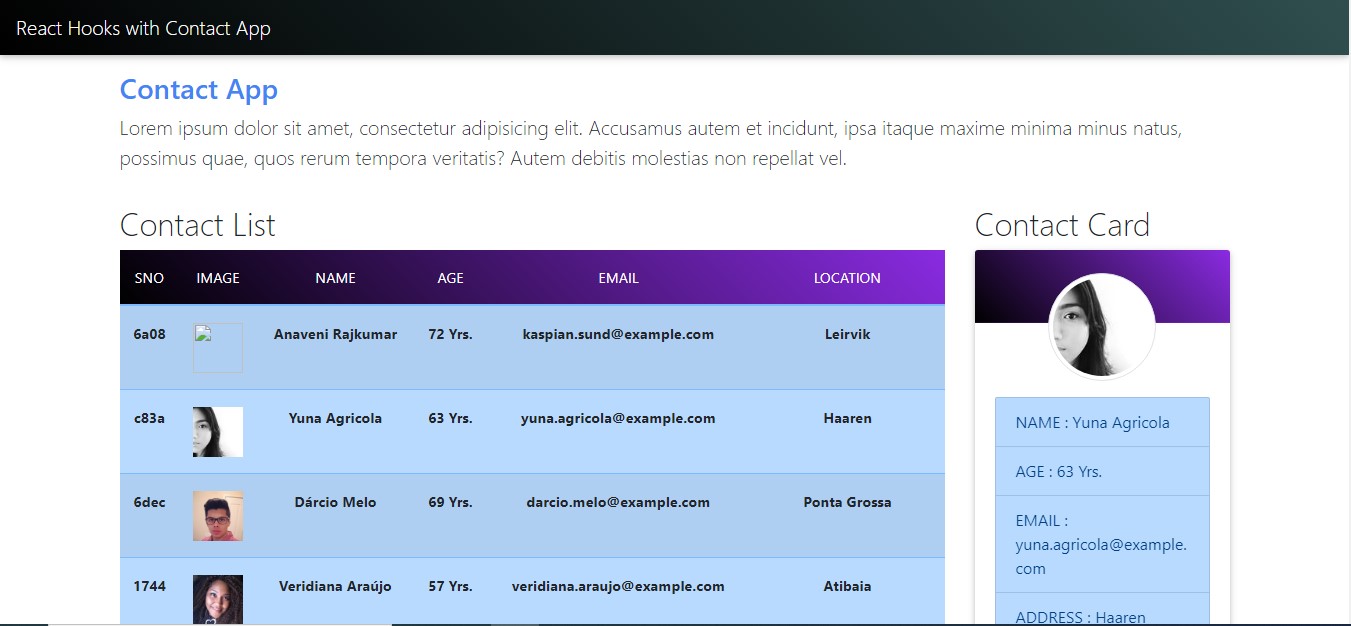 React Hooks with Contact App
Contact App
Lorem ipsum dolor sit amet, consectetur adipisicing elit. Accusamus autem et incidunt, ipsa itaque maxime minima minus natus,
possimus quae, quos rerum tempora veritatis? Autem debitis molestias non repellat vel.
Contact List
SNO IMAGE NAME AGE EMAIL LOCATION
6a08 Anaveni Rajkumar 72 Yrs. kaspian.sund@example.com Leirvik
c83a Yuna Agricola 63 Yrs. yuna.agricola@example.com Haaren
6dec Dárcio Melo 69 Yrs. darcio.melo@example.com Ponta Grossa
1744 Veridiana Araújo 57 Yrs. veridiana.araujo@example.com Atibaia
Contact Card
NAME : Yuna Agricola
AGE : 63 Yrs.
EMAIL :
yuna.agricola@example.
com
ADDRESS : Haaren